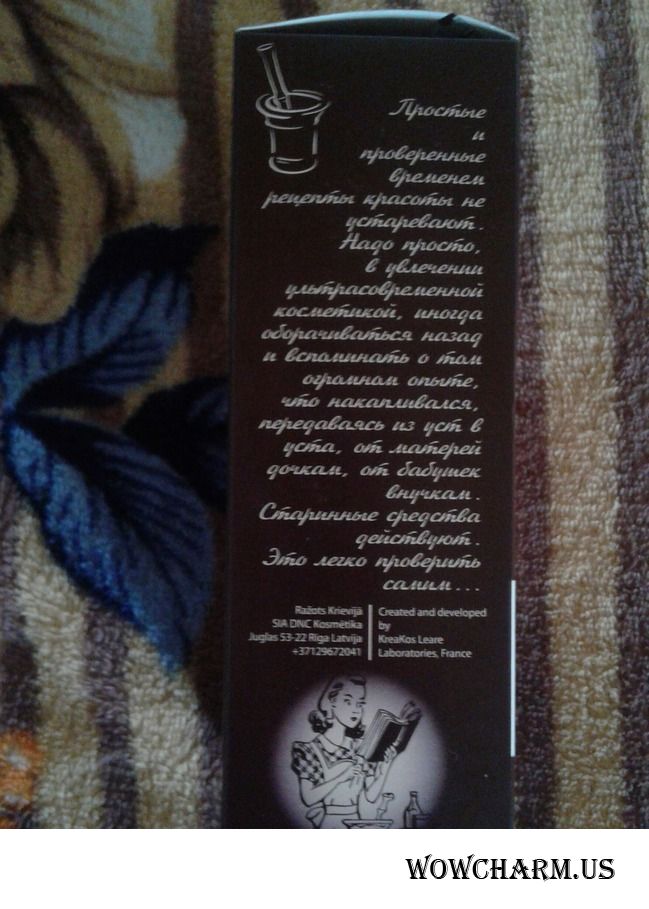 Простые
и
проверенные
временем
рецепты красоты не
устаревают.
Надо просто,
в увлечении
ультрасовременной
косметикой, иногда
оборачиваться назад
и вспоминать о том
огромном опыте,
что накапливался,
передаваясь из уст в
уста, от матерей
дочкам, от бабушек
внучкам.
Старинные средства
действуют.
Это легко проверить
самим...
Ražots Krievijā
SIA DNC Kosmētika
Juglas 53-22 Rīga Latvija
+37129672041
Created and developed
by
KreaKos Leare
Laboratories, France
WOWCHARM.US